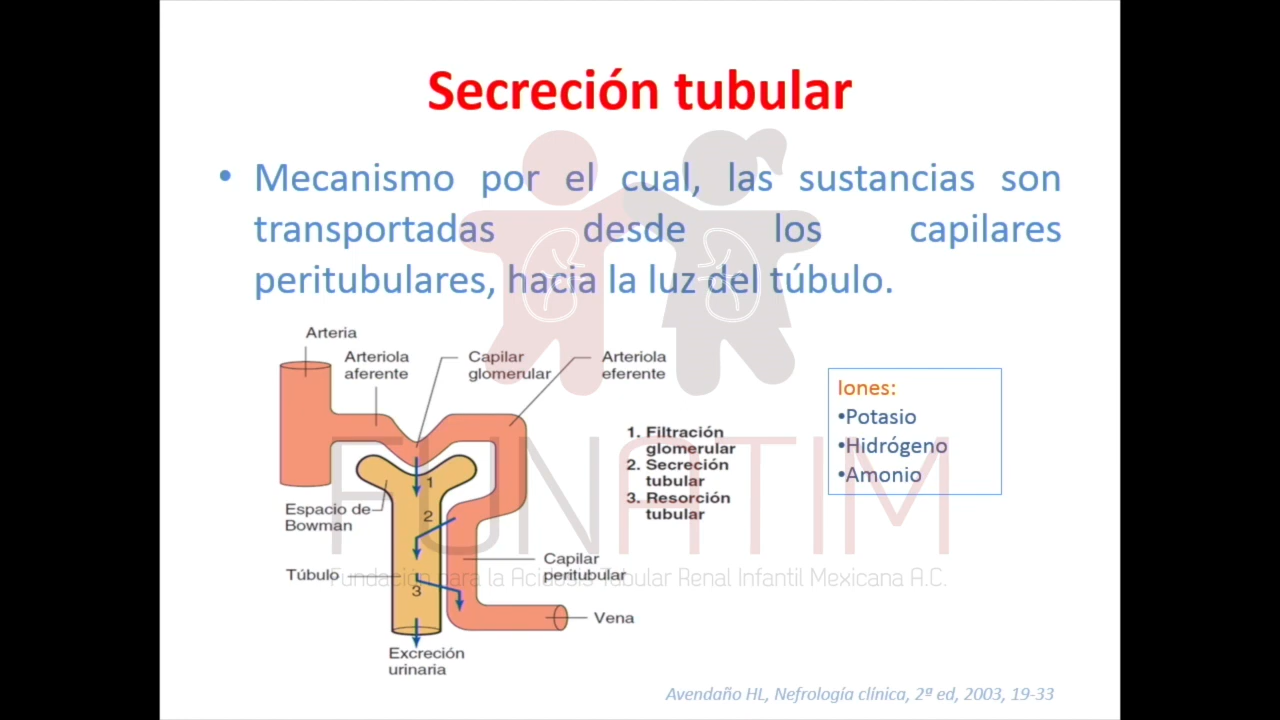 Secreción tubular
• Mecanismo por el cual, las sustancias son
transportadas desde los capilares
peritubulares, hacia la luz del túbulo.
Arteria
Arteriola
aferente
Capilar
glomerular
Arteriola
eferente
Iones:
•Potasio
•Hidrógeno
•Amonio
1. Filtración
glomerular
2. Secreción
tubular
3. Resorción
tubular
1
2
3
Espacio de
Bowman
Túbulo
Capilar
peritubular
Vena
Excreción
urinaria
FUNATIM
Fundación para la Acidosis Tubular Renal Infantil Mexicana A.C.
Avendaño HL, Nefrología clínica, 2ª ed, 2003, 19-33